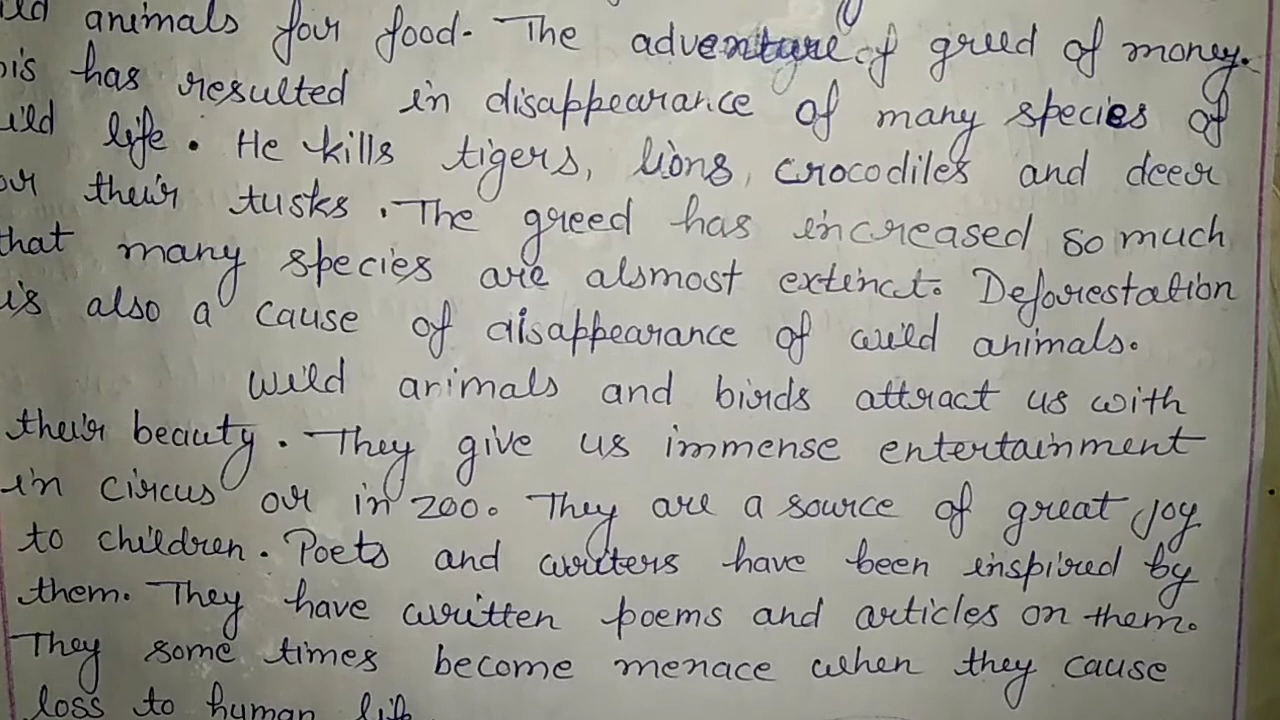 animals for food. The adventure of greed of money.
has resulted in disappearance of many species of
life. He kills tigers, lions, crocodiles and deer
their tusks. The greed has increased so much
that many species are alsmost extinct. Deforestation
is also a cause of disappearance of wild animals.
Wild animals and birds attract us with
their beauty. They give us immense entertainment
in circus or in zoo. They are a source of great joy
to children. Poets and writers have been inspired by
them. They have written poems and articles on them.
They some times become menace when they cause
loss to human